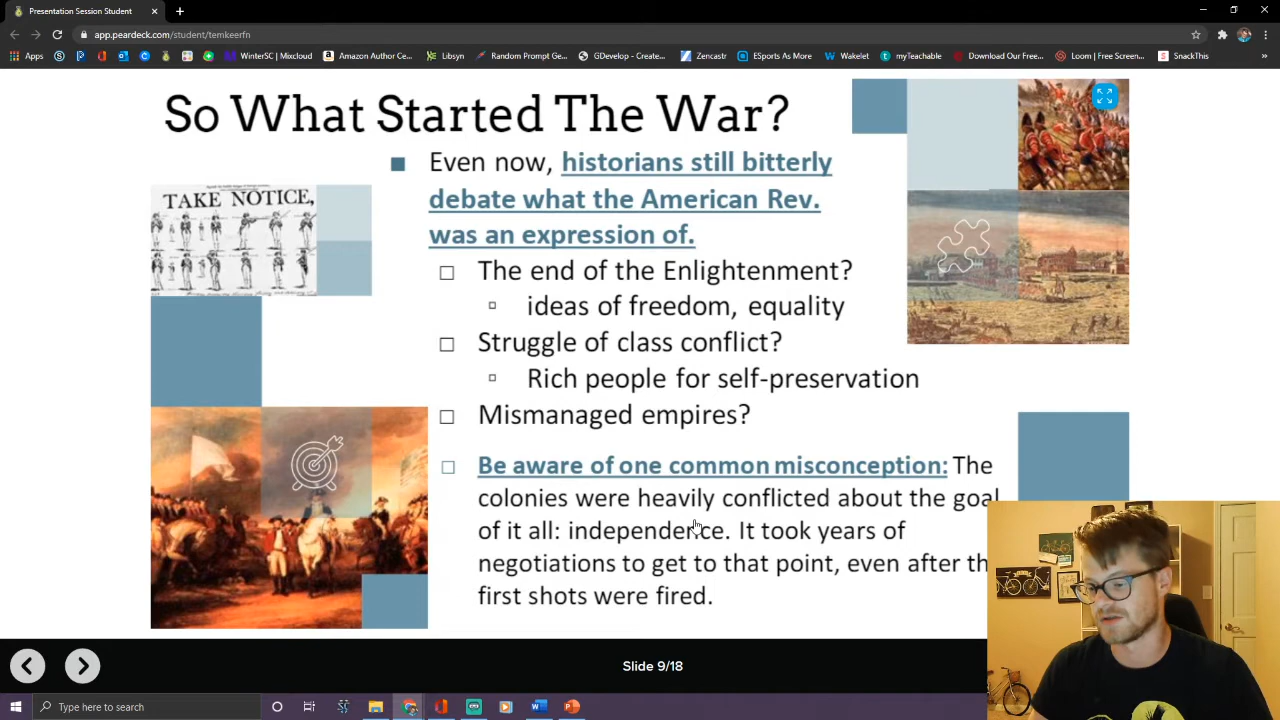 Presentation Session Student
app.peardeck.com/student/temkeerfn
Apps WinterSC | Mixcloud Amazon Author Cent... Libsyn Random Prompt Ge... GDevelop - Create... Zencastr ESports As More Wakelet myTeachable Download Our Free... Loom | Free Screen... SnackThis
So What Started The War?
Even now, historians still bitterly
debate what the American Rev.
was an expression of.
TAKE NOTICE,
The end of the Enlightenment?
ideas of freedom, equality
Struggle of class conflict?
Rich people for self-preservation
Mismanaged empires?
Be aware of one common misconception: The
colonies were heavily conflicted about the goal
of it all: independence. It took years of
negotiations to get to that point, even after th
first shots were fired.
Slide 9/18
Type here to search